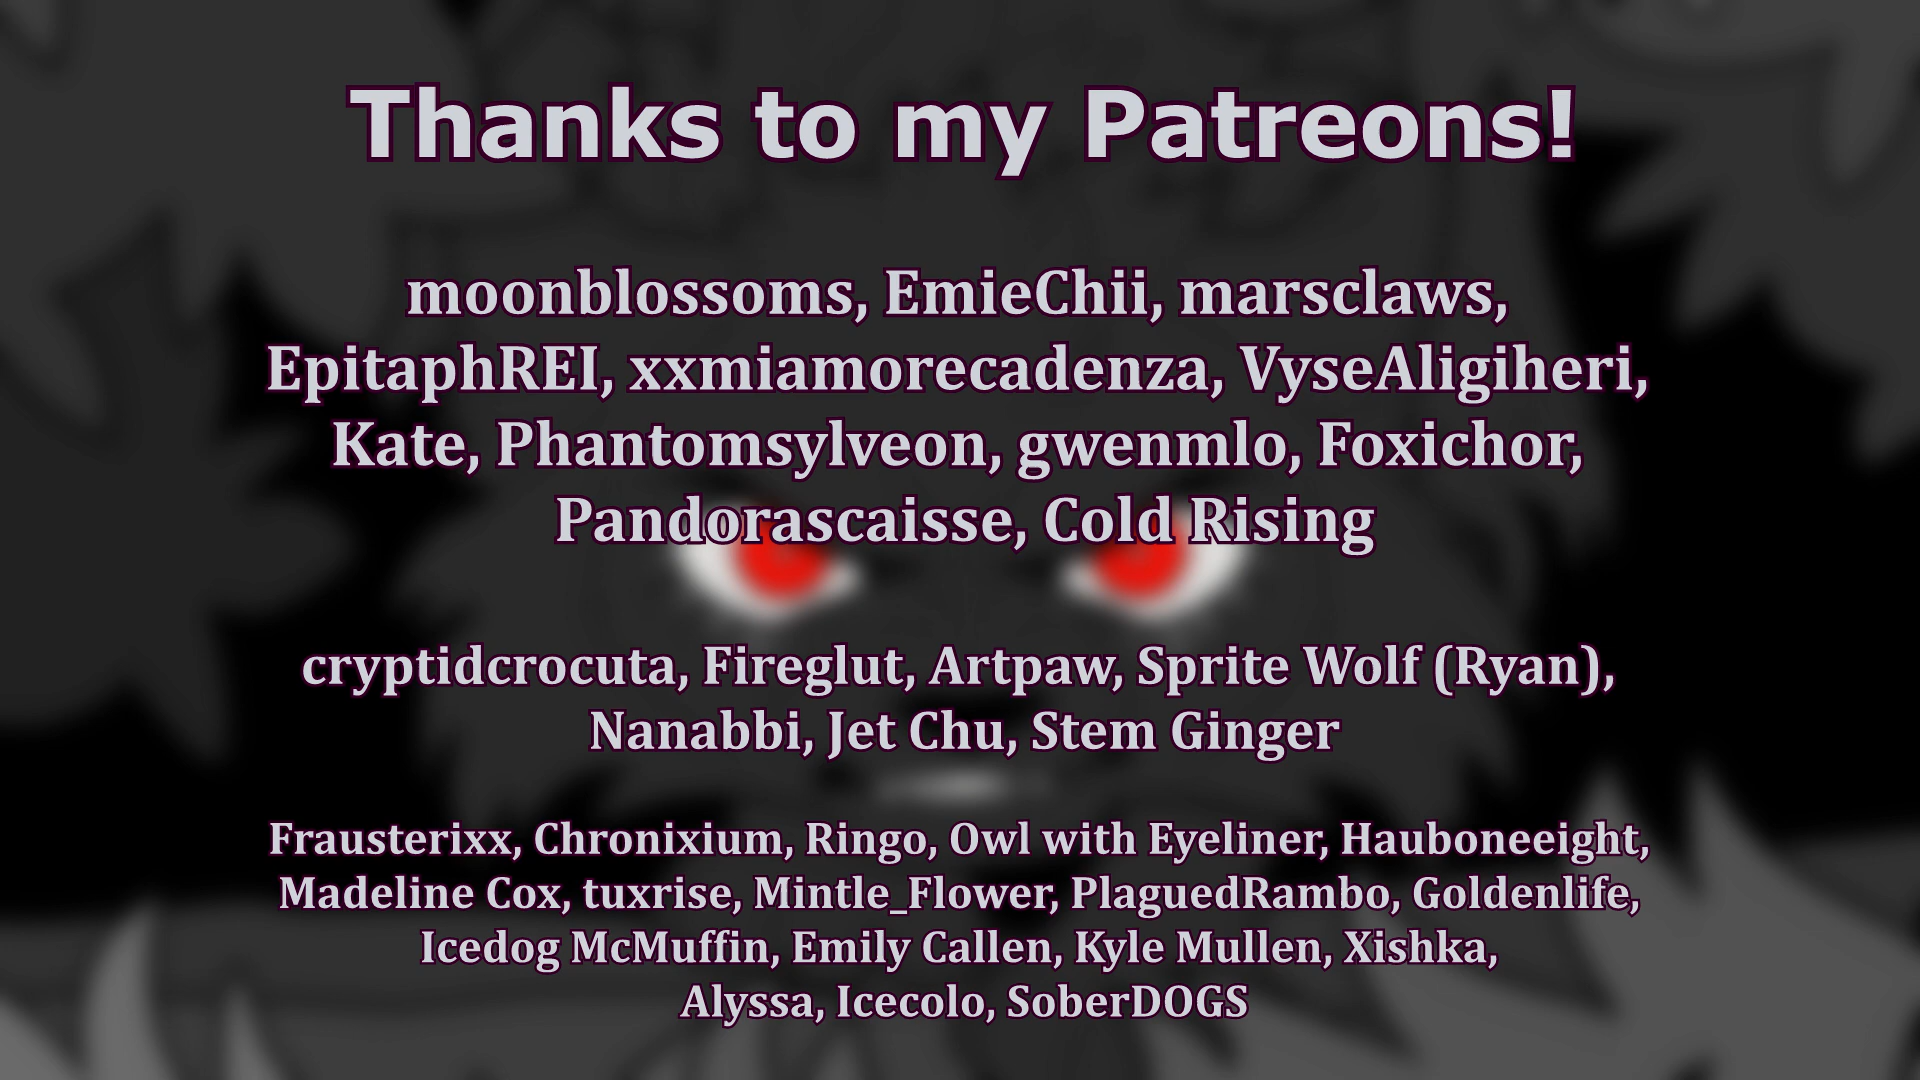 Thanks to my Patreons!
moonblossoms, EmieChii, marsclaws,
EpitaphREI, xxmiamorecadenza, VyseAligiheri,
Kate, Phantomsylveon, gwenmlo, Foxichor,
Pandorascaisse, Cold Rising
cryptidcrocuta, Fireglut, Artpaw, Sprite Wolf (Ryan),
Nanabbi, Jet Chu, Stem Ginger
Frausterixx, Chronixium, Ringo, Owl with Eyeliner, Hauboneeight,
Madeline Cox, tuxrise, Mintle_Flower, PlaguedRambo, Goldenlife,
Icedog McMuffin, Emily Callen, Kyle Mullen, Xishka,
Alyssa, Icecolo, SoberDOGS